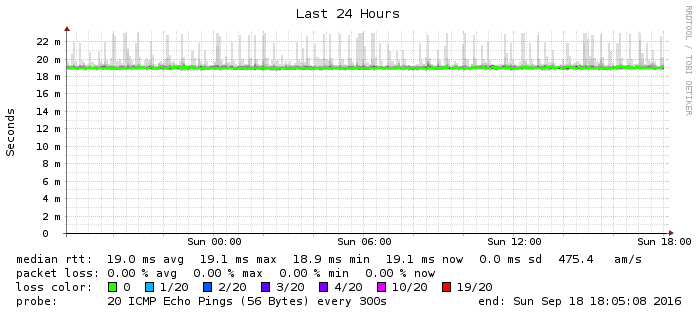 Last 24 Hours
RRDTOOL / TOBI OETIKER
Seconds
22 m
20 m
18 m
16 m
14 m
12 m
10 m
8 m
6 m
4 m
2 m
0
Sun 00:00 Sun 06:00 Sun 12:00 Sun 18:00
median rtt: 19.0 ms avg 19.1 ms max 18.9 ms min 19.1 ms now 0.0 ms sd 475.4 am/s
packet loss: 0.00 % avg 0.00 % max 0.00 % min 0.00 % now
loss color: 0 1/20 2/20 3/20 4/20 10/20 19/20
probe: 20 ICMP Echo Pings (56 Bytes) every 300s end: Sun Sep 18 18:05:08 2016